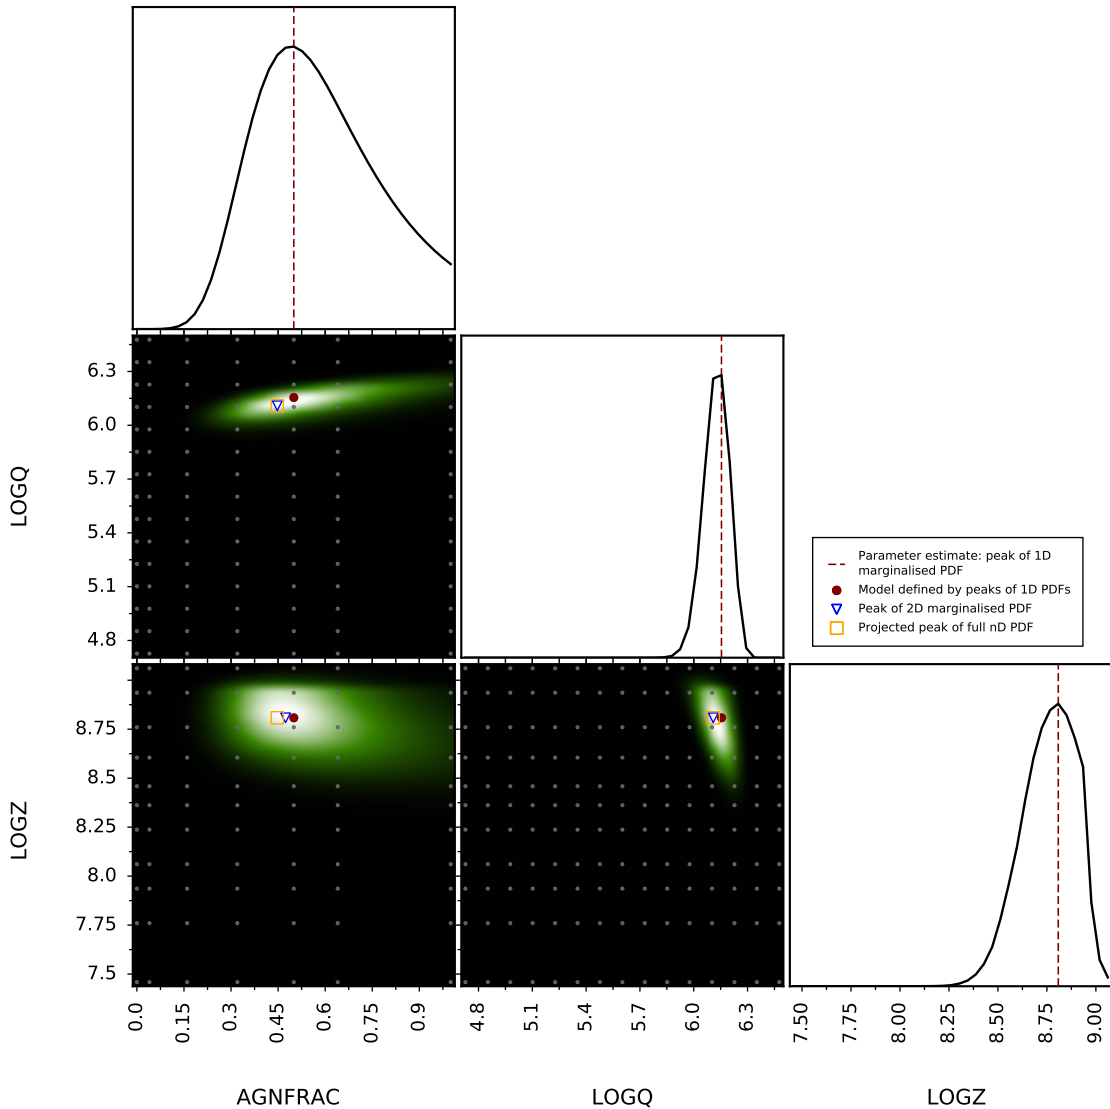 6.3
6.0
5.7
5.4
5.1
4.8
LOGQ
Parameter estimate: peak of 1D
marginalised PDF
Model defined by peaks of 1D PDFs
Peak of 2D marginalised PDF
Projected peak of full nD PDF
8.75
8.5
8.25
8.0
7.75
7.5
LOGZ
0.0 0.15 0.3 0.45 0.6 0.75 0.9
4.8 5.1 5.4 5.7 6.0 6.3
7.50 7.75 8.00 8.25 8.50 8.75 9.00
AGNFRAC LOGQ LOGZ